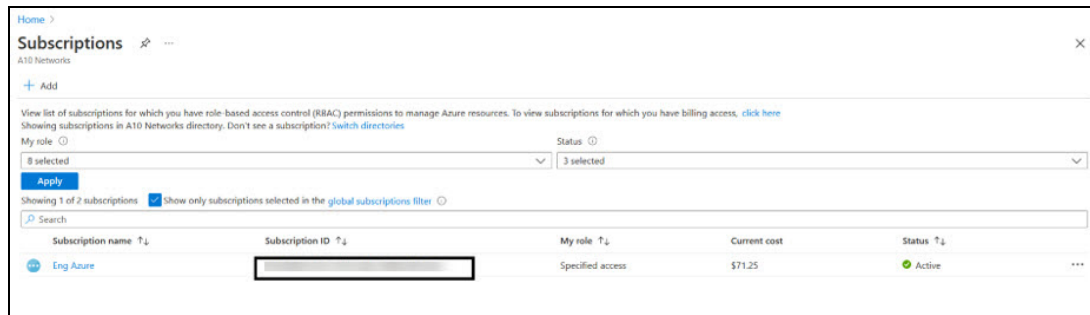 Home >
Subscriptions
A10 Networks
+ Add
View list of subscriptions for which you have role-based access control (RBAC) permissions to manage Azure resources. To view subscriptions for which you have billing access, click here
Showing subscriptions in A10 Networks directory. Don't see a subscription? Switch directories
My role Status
8 selected 3 selected
Apply
Showing 1 of 2 subscriptions Show only subscriptions selected in the global subscriptions filter
Search
Subscription name ↑↓ Subscription ID ↑↓ My role ↑↓ Current cost Status ↑↓
Eng Azure Specified access $71.25 Active